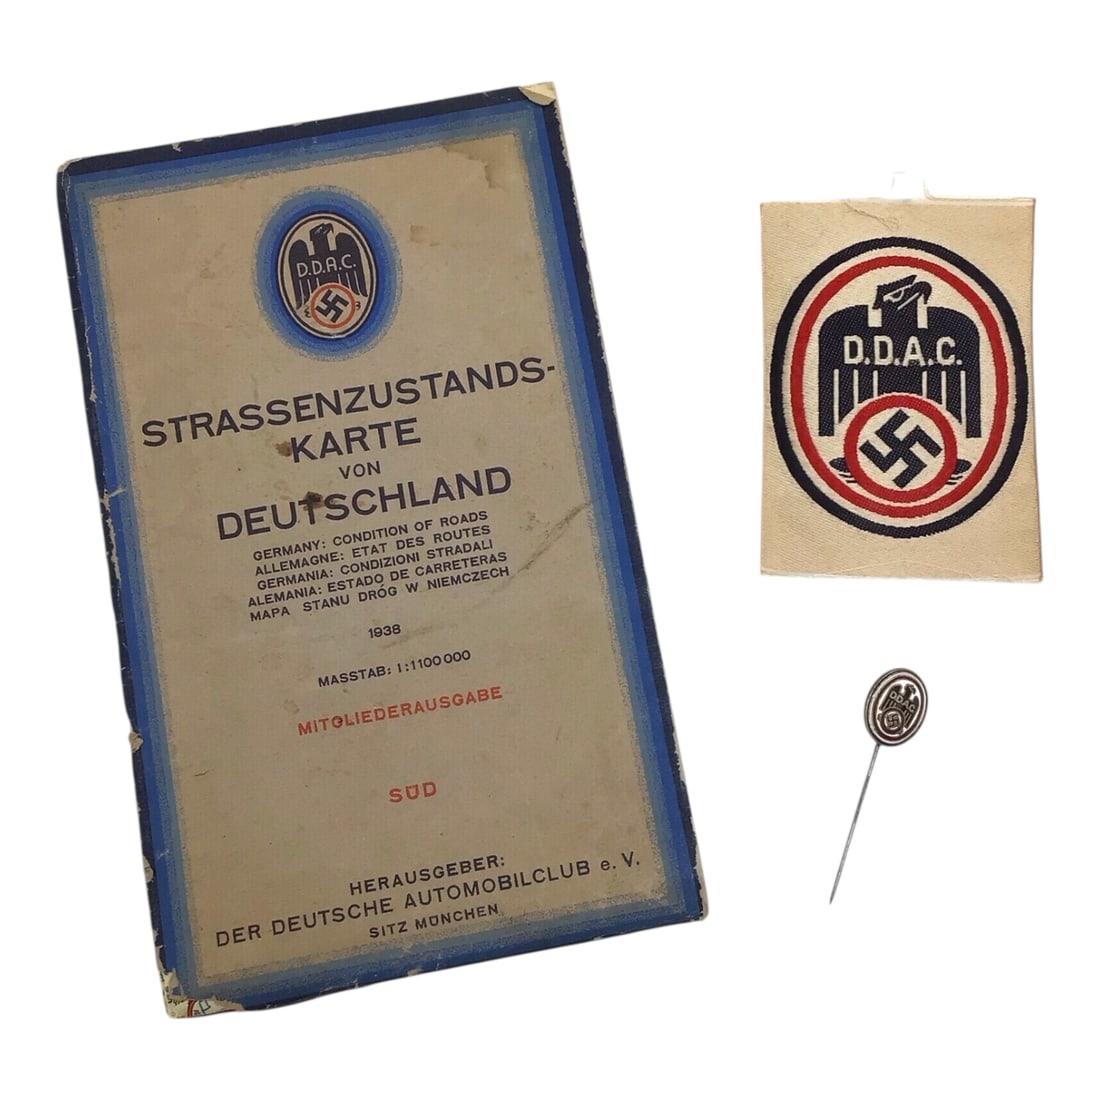 D.D.A.C.
STRASSENZUSTANDS-
KARTE
VON
DEUTSCHLAND
GERMANY: CONDITION OF ROADS
ALLEMAGNE: ETAT DES ROUTES
GERMANIA: CONDIZIONI STRADALI
ALEMANIA: ESTADO DE CARRETERAS
MAPA STANU DRÓG W NIEMCZECH
1938
MASSTAB: 1:1100000
MITGLIEDERAUSGABE
SÜD
HERAUSGEBER:
DER DEUTSCHE AUTOMOBILCLUB e. V.
SITZ MÜNCHEN
D.D.A.C.
DDAC